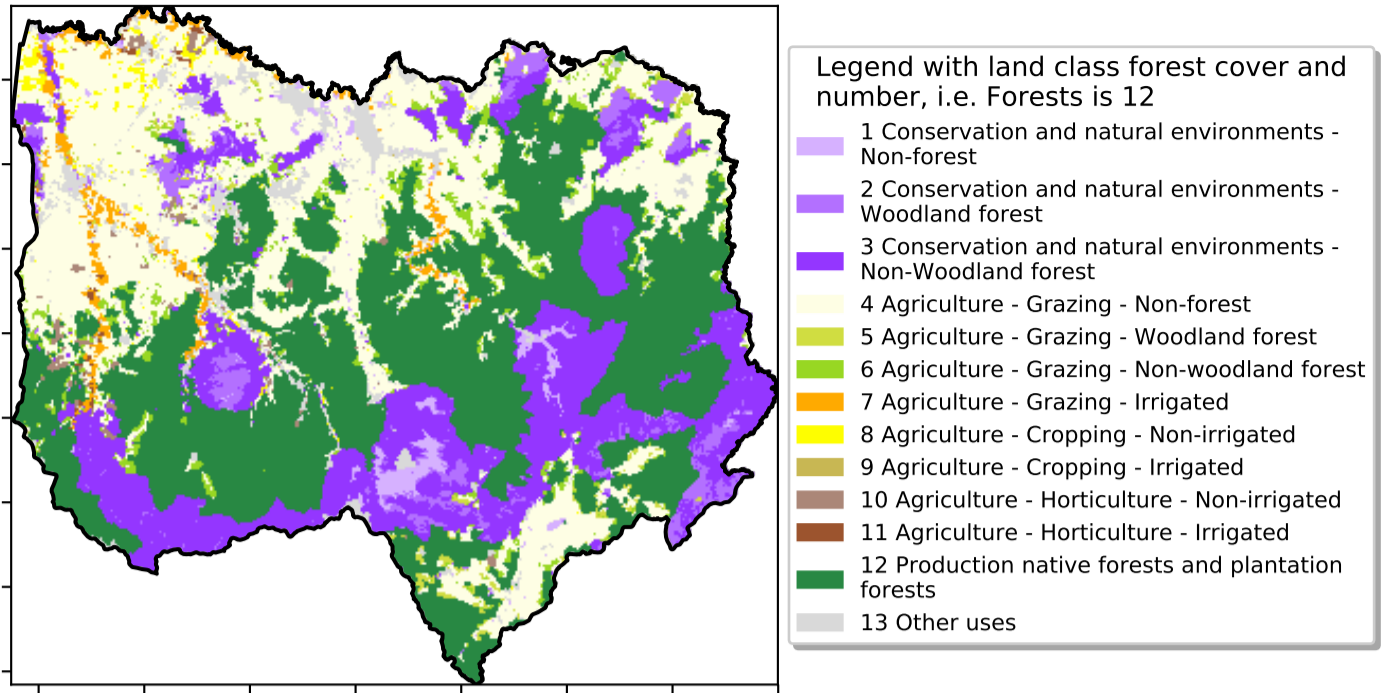 Legend with land class forest cover and
number, i.e. Forests is 12
1 Conservation and natural environments -
Non-forest
2 Conservation and natural environments -
Woodland forest
3 Conservation and natural environments -
Non-Woodland forest
4 Agriculture - Grazing - Non-forest
5 Agriculture - Grazing - Woodland forest
6 Agriculture - Grazing - Non-woodland forest
7 Agriculture - Grazing - Irrigated
8 Agriculture - Cropping - Non-irrigated
9 Agriculture - Cropping - Irrigated
10 Agriculture - Horticulture - Non-irrigated
11 Agriculture - Horticulture - Irrigated
12 Production native forests and plantation
forests
13 Other uses